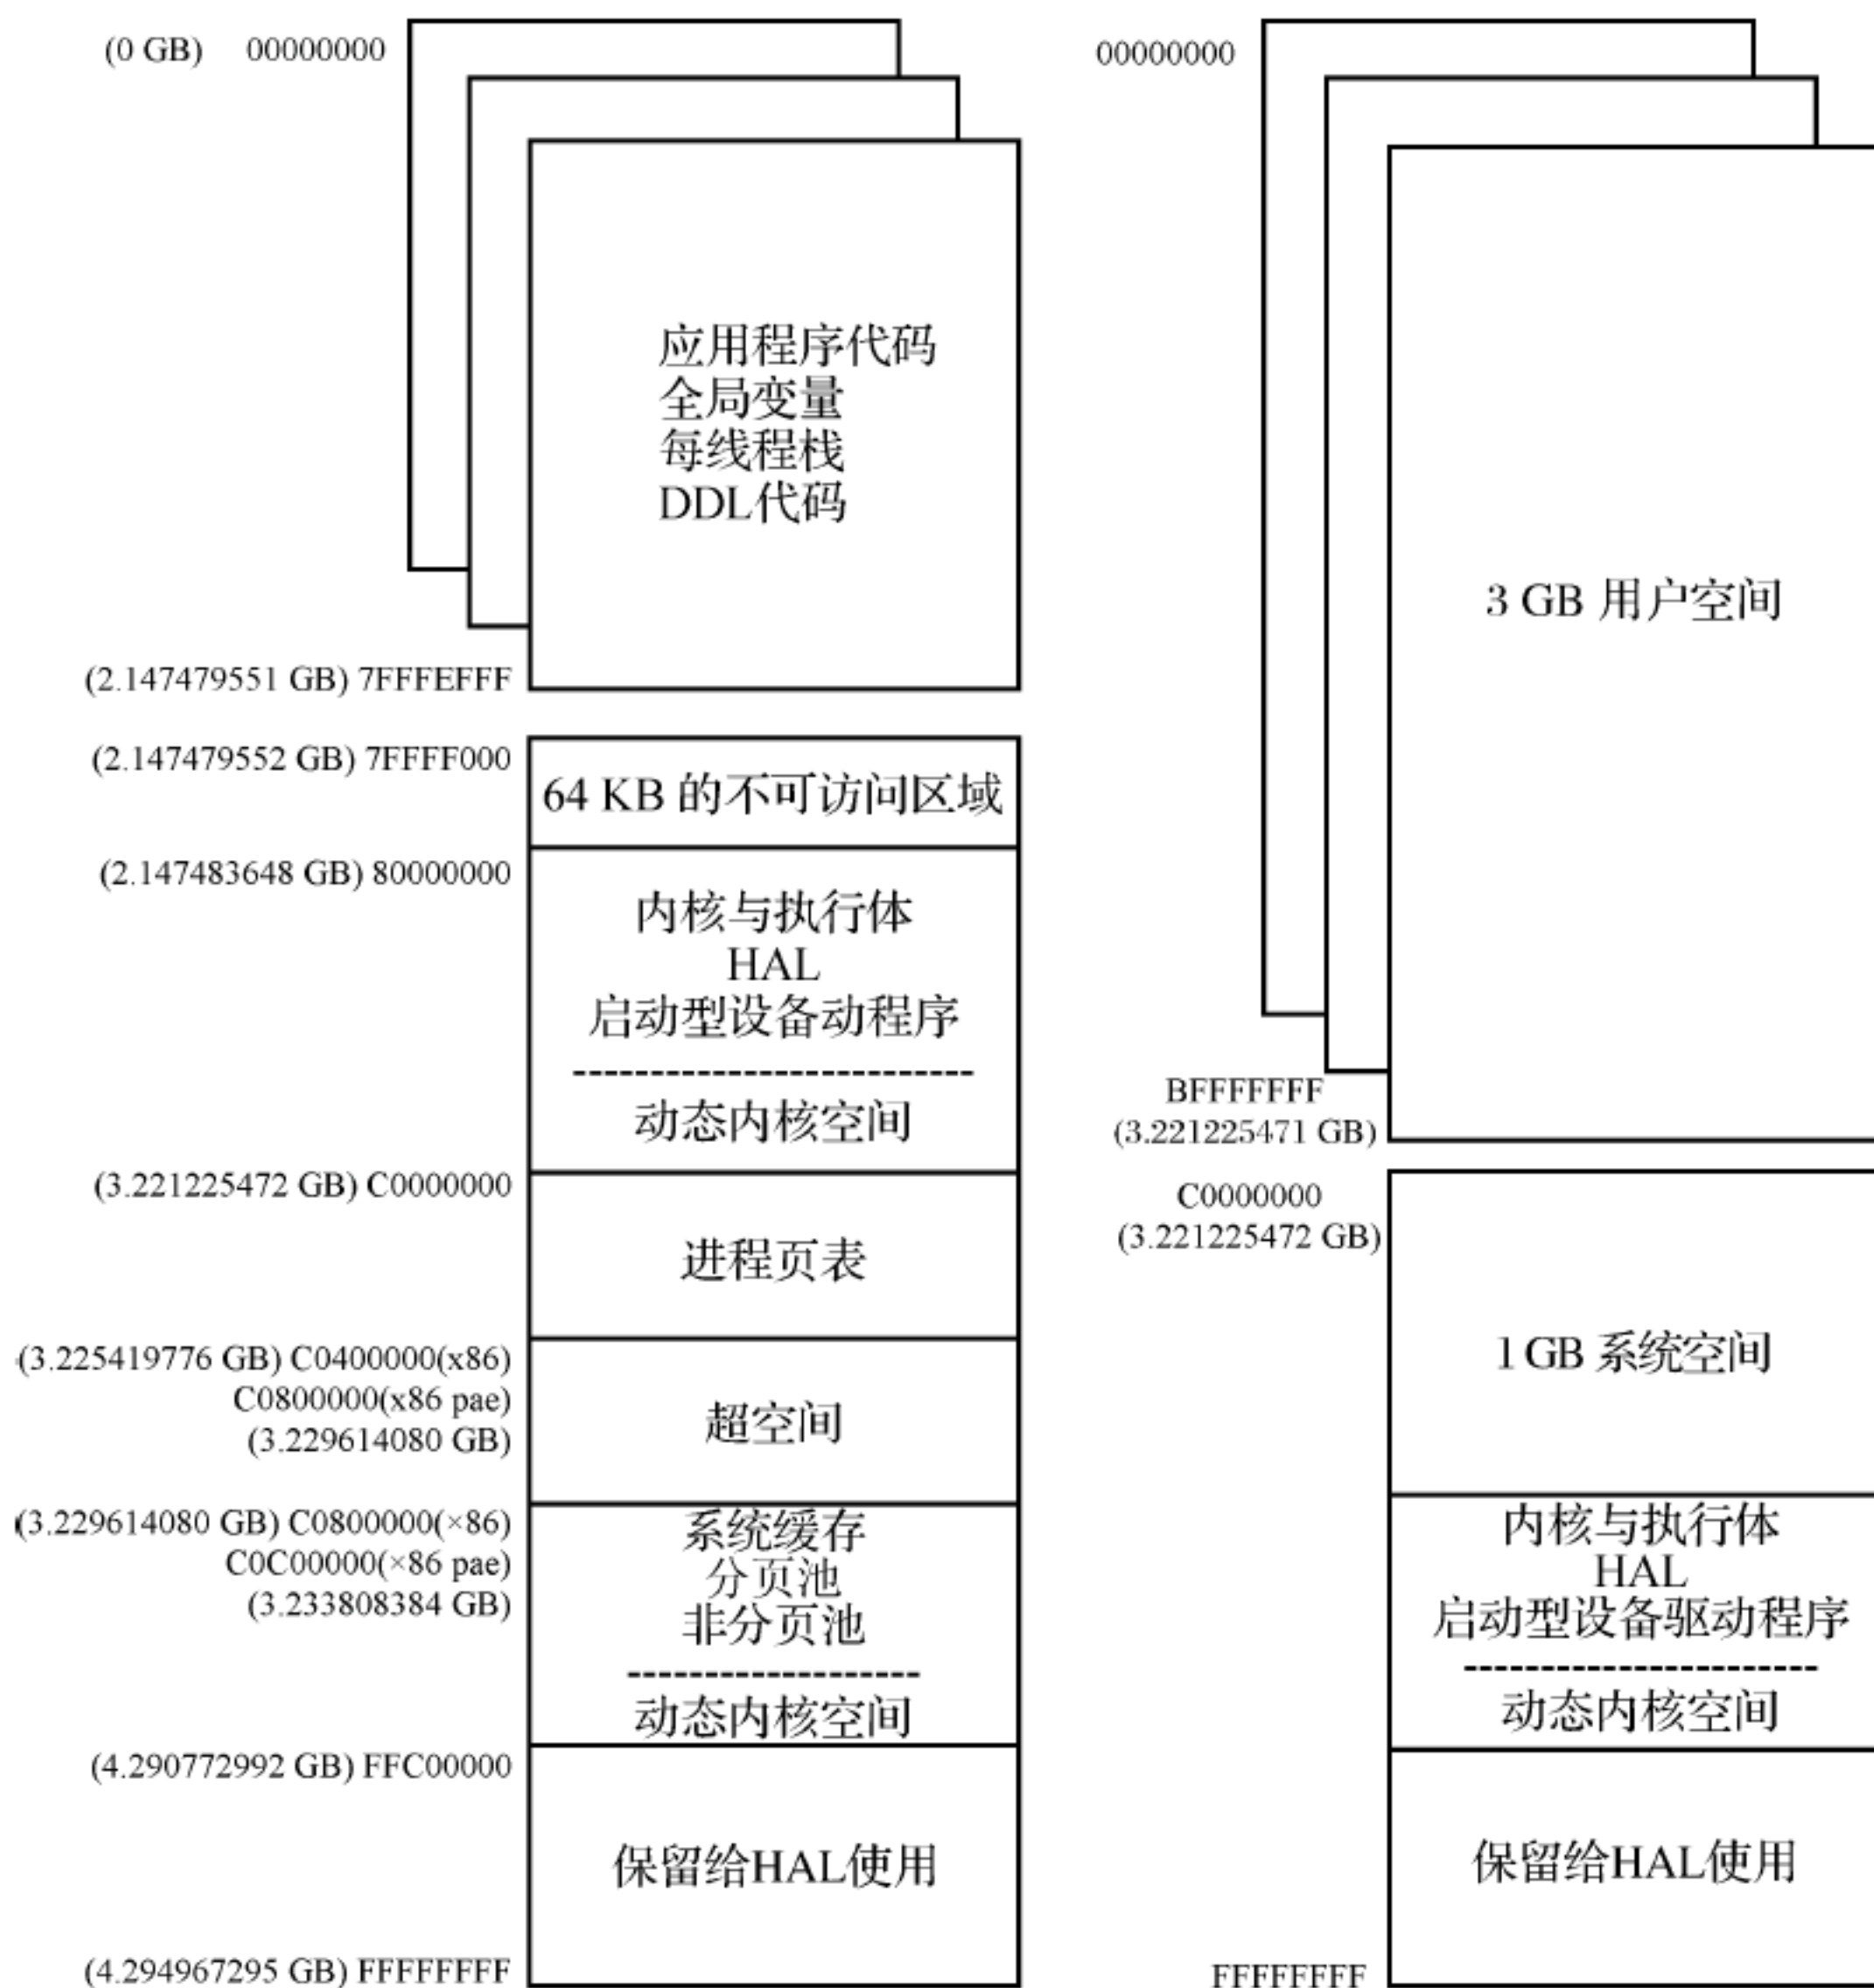 (0 GB) 00000000
应用程序代码
全局变量
每线程栈
DDL代码
(2.147479551 GB) 7FFFEFFF
(2.147479552 GB) 7FFFF000
64 KB 的不可访问区域
(2.147483648 GB) 80000000
内核与执行体
HAL
启动型设备动程序
动态内核空间
(3.221225472 GB) C0000000
进程页表
(3.225419776 GB) C0400000(x86)
C0800000(x86 pae)
(3.229614080 GB)
超空间
(3.229614080 GB) C0800000(×86)
C0C00000(×86 pae)
(3.233808384 GB)
系统缓存
分页池
非分页池
动态内核空间
(4.290772992 GB) FFC00000
保留给HAL使用
(4.294967295 GB) FFFFFFFF
00000000
3 GB 用户空间
BFFFFFFF
(3.221225471 GB)
C0000000
(3.221225472 GB)
1 GB 系统空间
内核与执行体
HAL
启动型设备驱动程序
动态内核空间
保留给HAL使用
FFFFFFFF